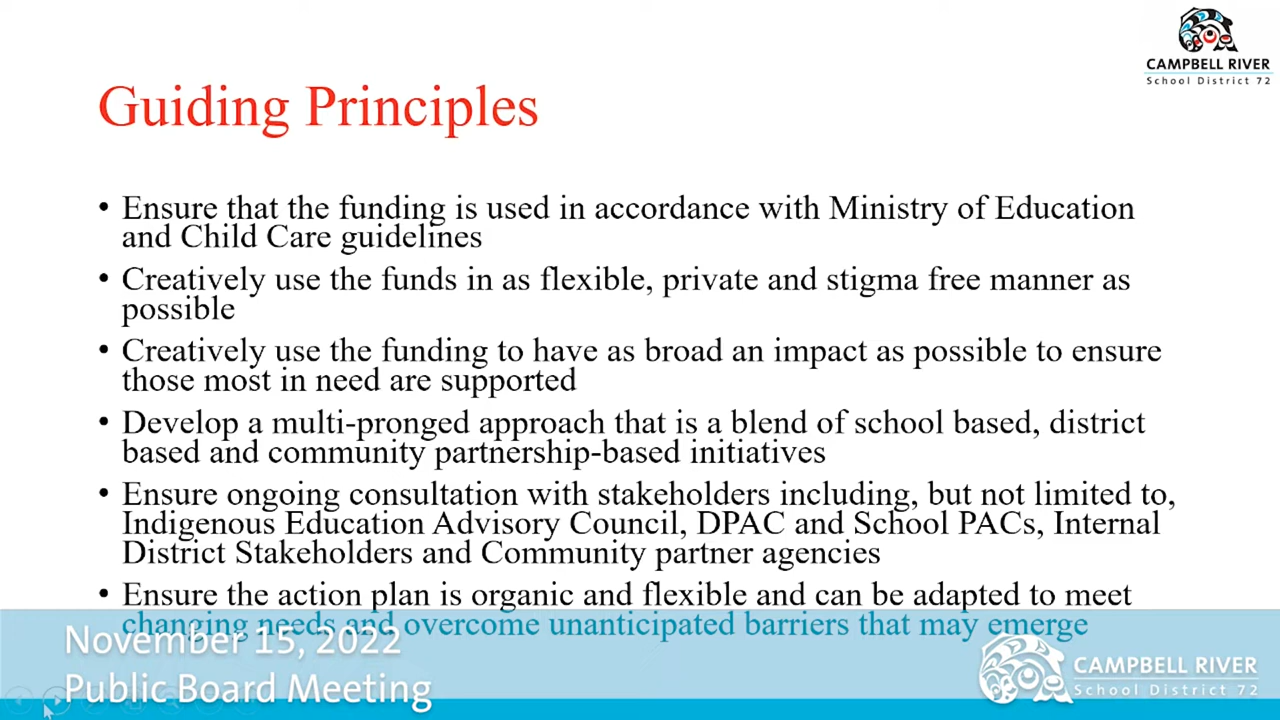 CAMPBELL RIVER
School District 72
Guiding Principles
• Ensure that the funding is used in accordance with Ministry of Education
and Child Care guidelines
• Creatively use the funds in as flexible, private and stigma free manner as
possible
• Creatively use the funding to have as broad an impact as possible to ensure
those most in need are supported
• Develop a multi-pronged approach that is a blend of school based, district
based and community partnership-based initiatives
• Ensure ongoing consultation with stakeholders including, but not limited to,
Indigenous Education Advisory Council, DPAC and School PACs, Internal
District Stakeholders and Community partner agencies
• Ensure the action plan is organic and flexible and can be adapted to meet
changing needs and overcome unanticipated barriers that may emerge
November 15, 2022
Public Board Meeting
CAMPBELL RIVER
School District 72